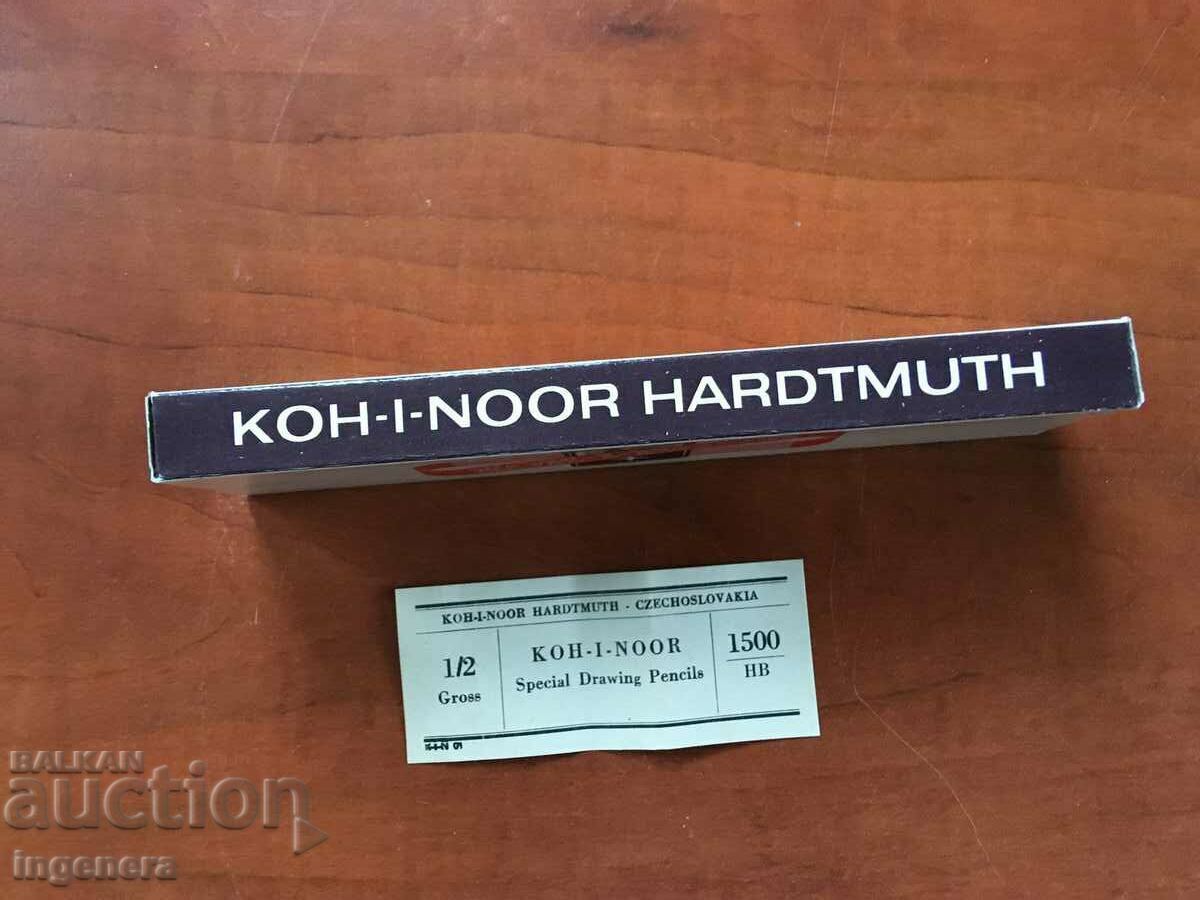 KOH-I-NOOR HARDTMUTH
KOH-I-NOOR HARDTMUTH - CZECHOSLOVAKIA
1/2
Gross
KOH-I-NOOR
Special Drawing Pencils
1500
HB
BALKAN
auction
ingenera